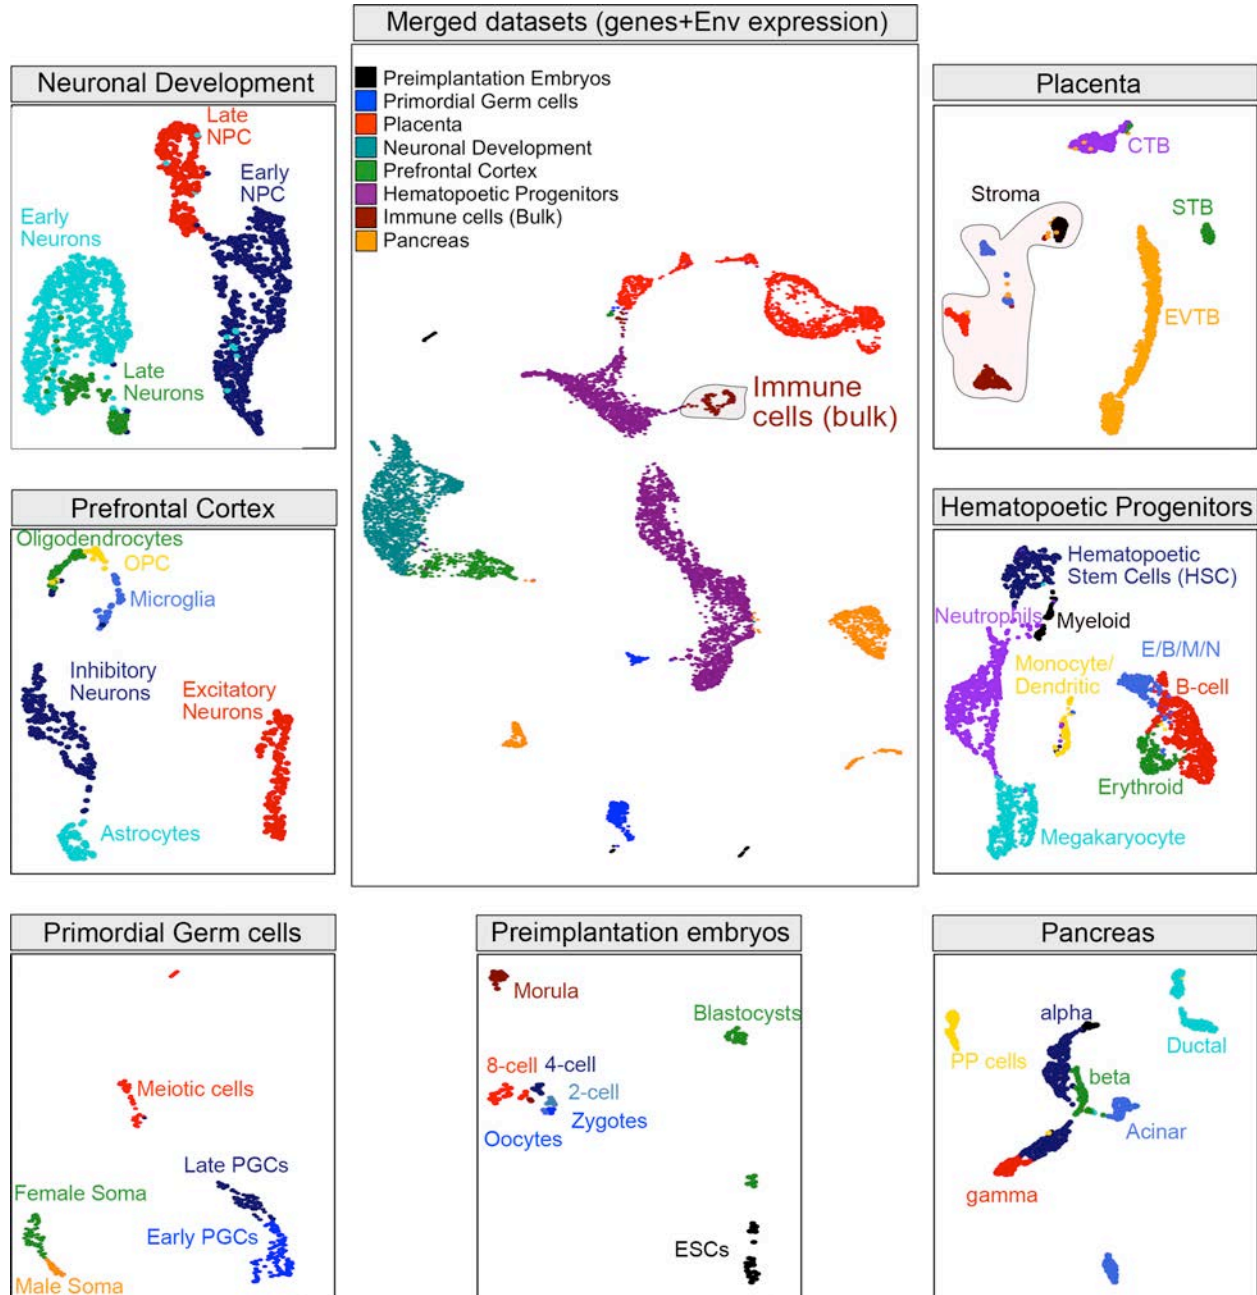 Merged datasets (genes+Env expression)
Preimplantation Embryos
Primordial Germ cells
Placenta
Neuronal Development
Prefrontal Cortex
Hematopoetic Progenitors
Immune cells (Bulk)
Pancreas
Immune
cells (bulk)
Neuronal Development
Late
NPC
Early
NPC
Early
Neurons
Late
Neurons
Placenta
CTB
Stroma
STB
EVTB
Prefrontal Cortex
Oligodendrocytes
OPC
Microglia
Inhibitory
Neurons
Excitatory
Neurons
Astrocytes
Hematopoetic Progenitors
Hematopoetic
Stem Cells (HSC)
Neutrophils
Myeloid
E/B/M/N
Monocyte/
Dendritic
B-cell
Erythroid
Megakaryocyte
Primordial Germ cells
Meiotic cells
Late PGCs
Female Soma
Early PGCs
Male Soma
Preimplantation embryos
Morula
Blastocysts
8-cell
4-cell
2-cell
Zygotes
Oocytes
ESCs
Pancreas
alpha
PP cells
Ductal
beta
Acinar
gamma